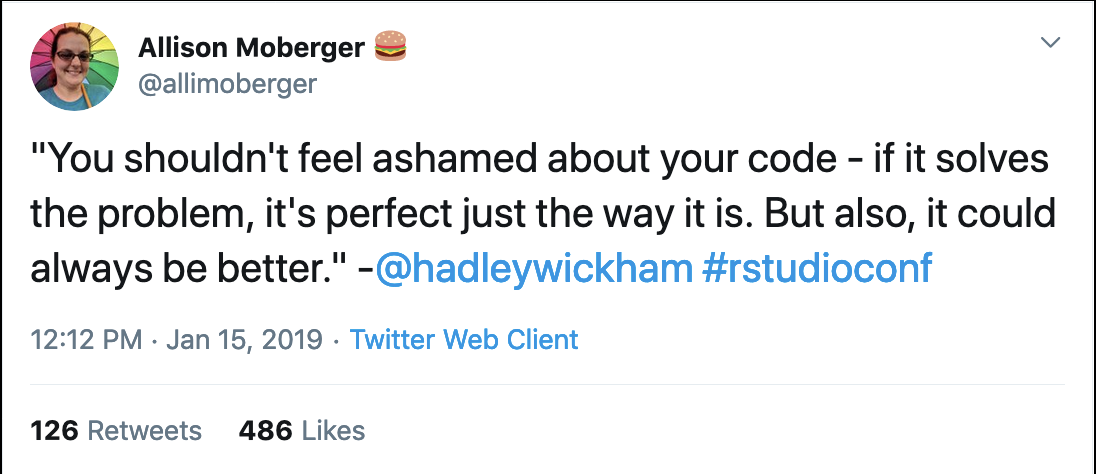 Allison Moberger 🍔
@allimoberger
"You shouldn't feel ashamed about your code - if it solves
the problem, it's perfect just the way it is. But also, it could
always be better." -@hadleywickham #rstudioconf
12:12 PM · Jan 15, 2019 · Twitter Web Client
126 Retweets 486 Likes